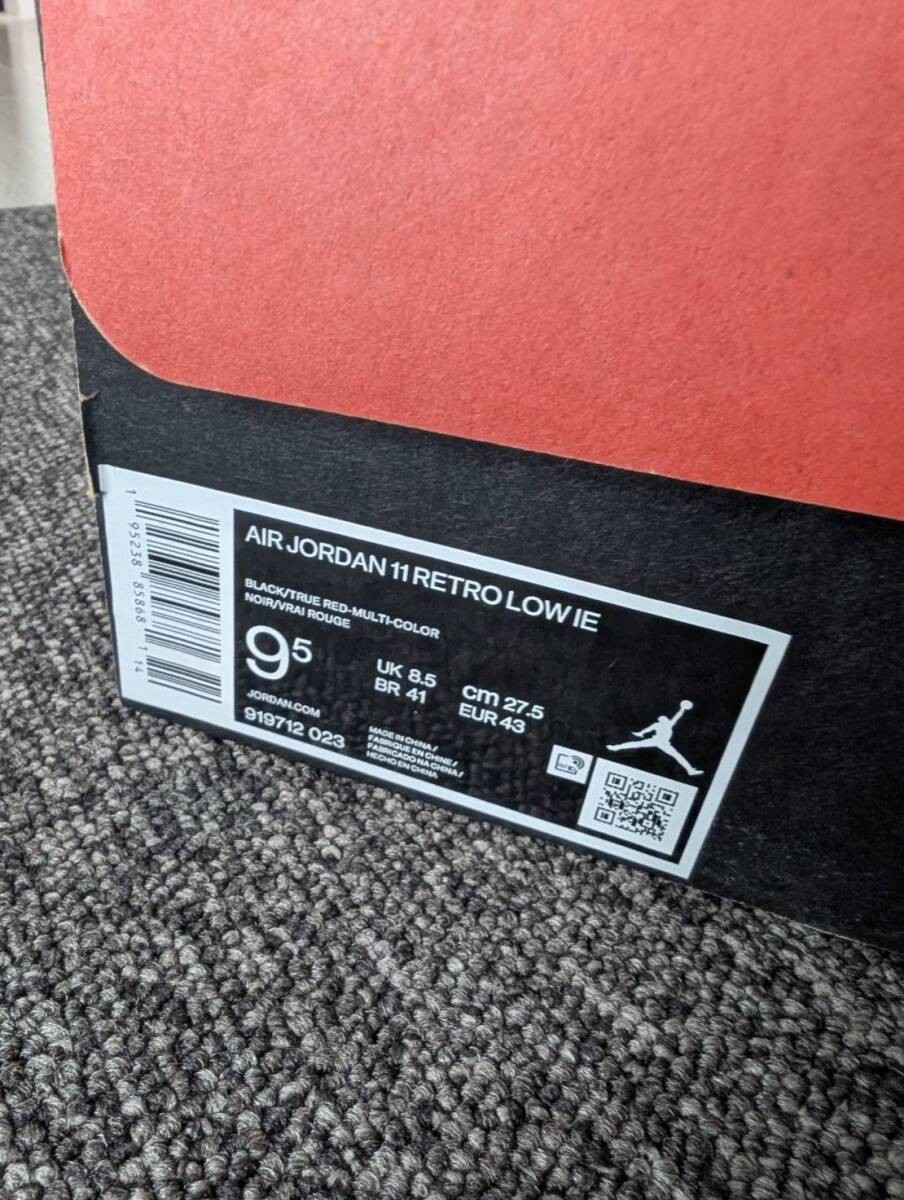 AIR JORDAN 11 RETRO LOW IE
BLACK/TRUE RED-MULTI-COLOR
NOIR/VRAI ROUGE
95
UK 8.5
BR 41
cm 27.5
EUR 43
JORDAN.COM
919712 023
MADE IN CHINA /
FABRIQUE EN CHINE /
FABRICADO NA CHINA /
HECHO EN CHINA
1 95238 85868 1 14